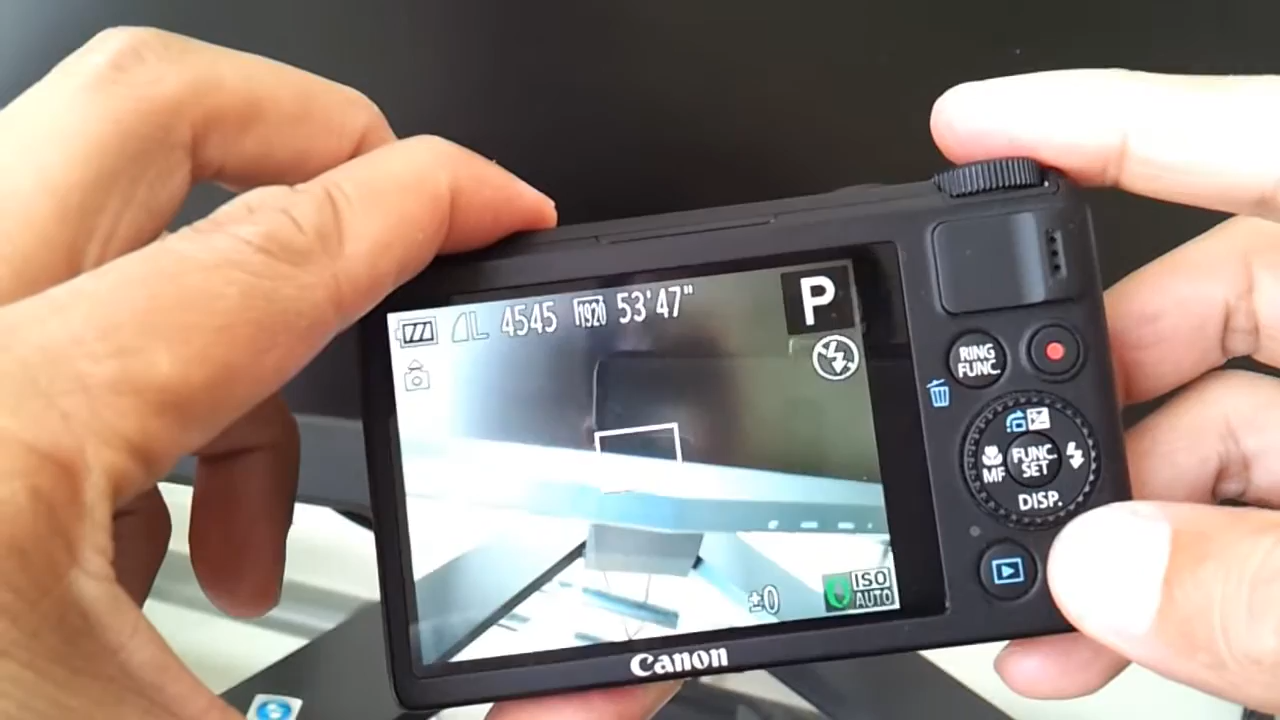 L 4545 1920 53'47"
P
RING
FUNC.
MF
FUNC.
SET
DISP.
±0
ISO
AUTO
Canon